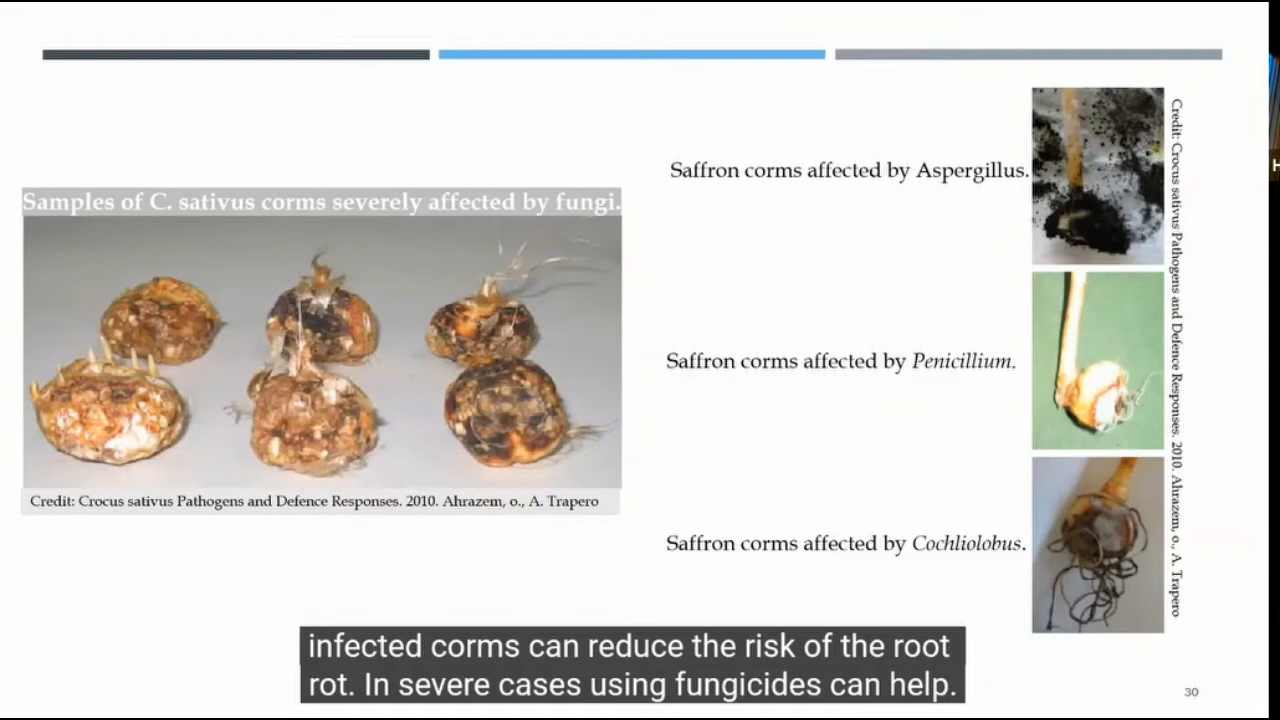 Samples of C. sativus corms severely affected by fungi.
Credit: Crocus sativus Pathogens and Defence Responses. 2010. Ahrazem, o., A. Trapero
Saffron corms affected by Aspergillus.
Saffron corms affected by Penicillium.
Saffron corms affected by Cochliolobus.
Credit: Crocus sativus Pathogens and Defence Responses. 2010. Ahrazem, o., A. Trapero
infected corms can reduce the risk of the root
rot. In severe cases using fungicides can help.
30
H